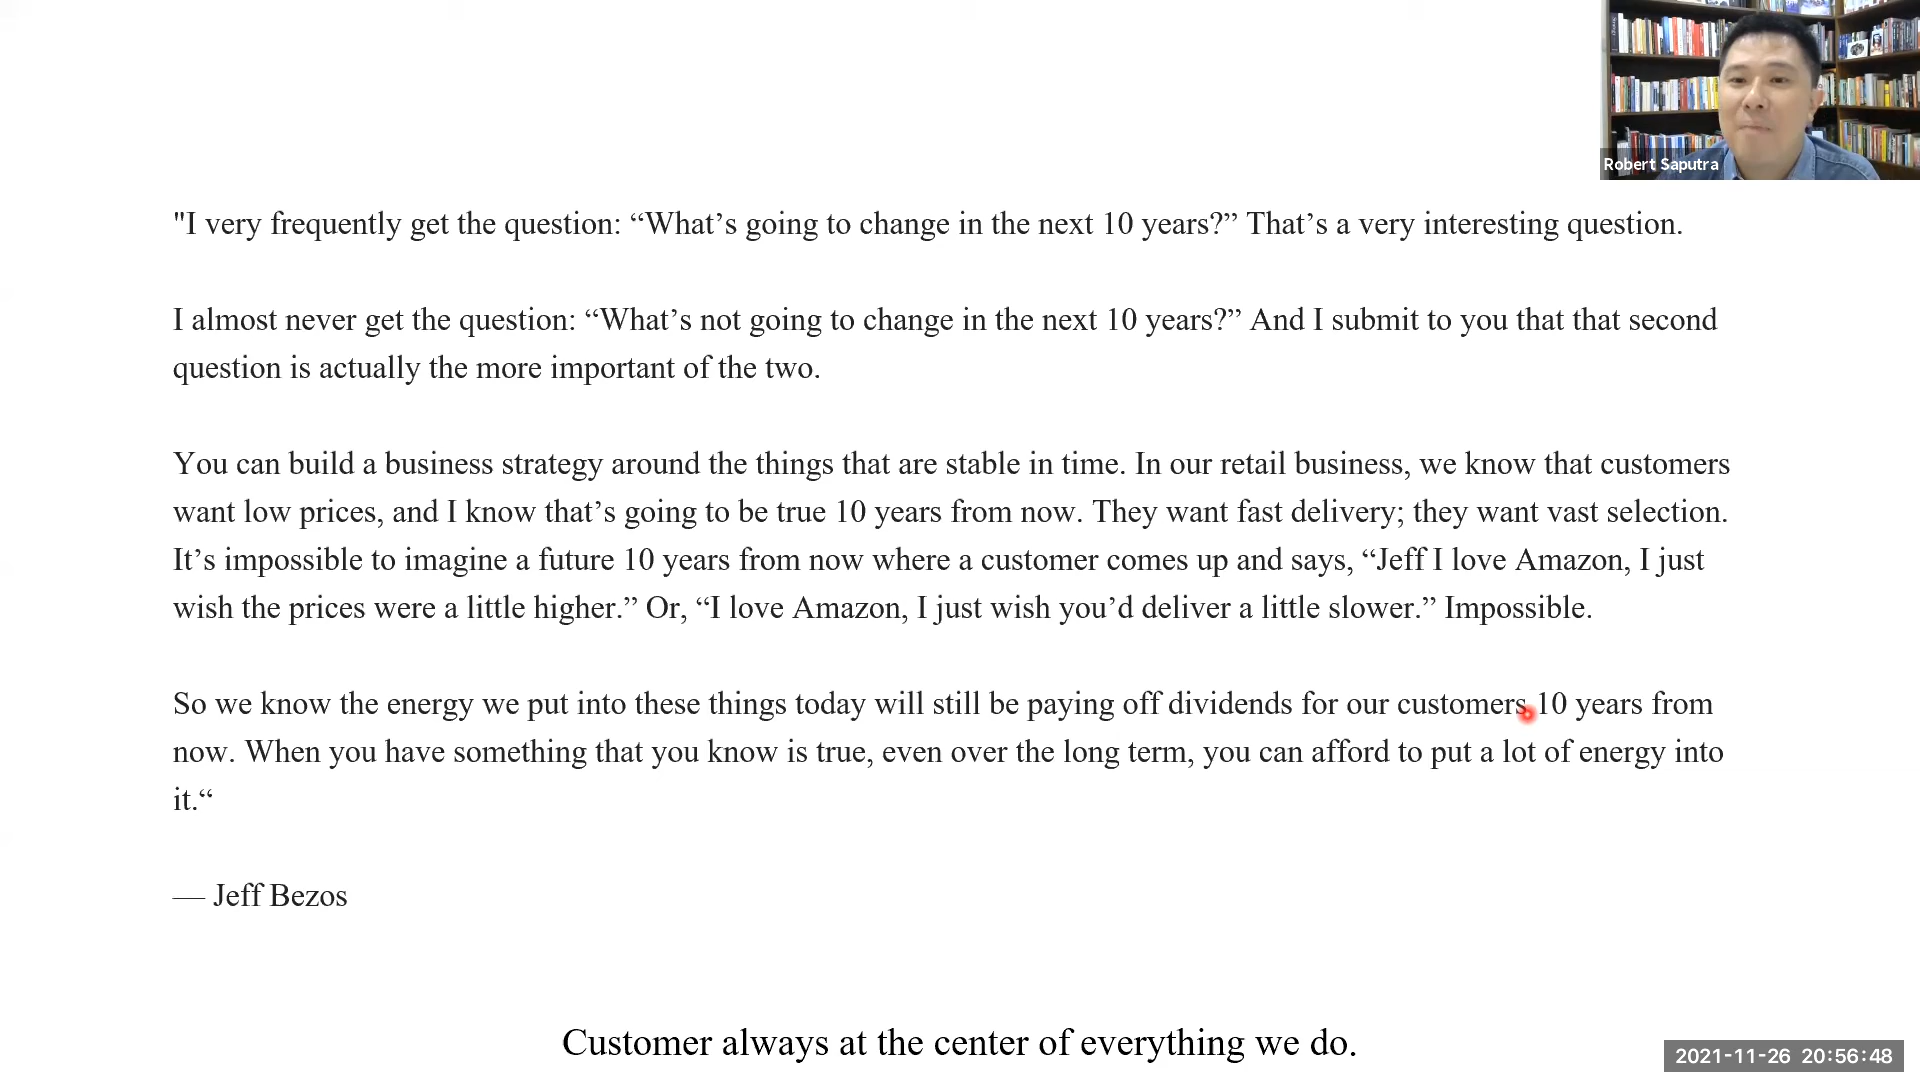 Robert Saputra
"I very frequently get the question: “What’s going to change in the next 10 years?” That’s a very interesting question.
I almost never get the question: “What’s not going to change in the next 10 years?” And I submit to you that that second
question is actually the more important of the two.
You can build a business strategy around the things that are stable in time. In our retail business, we know that customers
want low prices, and I know that’s going to be true 10 years from now. They want fast delivery; they want vast selection.
It’s impossible to imagine a future 10 years from now where a customer comes up and says, “Jeff I love Amazon, I just
wish the prices were a little higher.” Or, “I love Amazon, I just wish you’d deliver a little slower.” Impossible.
So we know the energy we put into these things today will still be paying off dividends for our customers 10 years from
now. When you have something that you know is true, even over the long term, you can afford to put a lot of energy into
it.“
— Jeff Bezos
Customer always at the center of everything we do.
2021-11-26 20:56:48